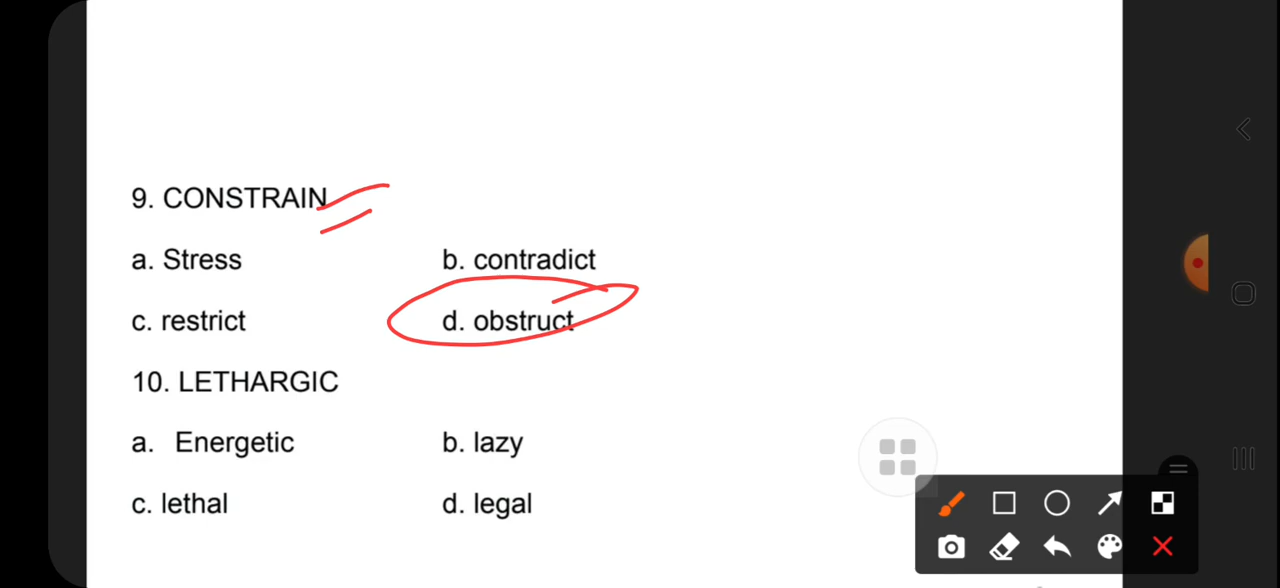 9. CONSTRAIN
a. Stress b. contradict
c. restrict d. obstruct
10. LETHARGIC
a. Energetic b. lazy
c. lethal d. legal